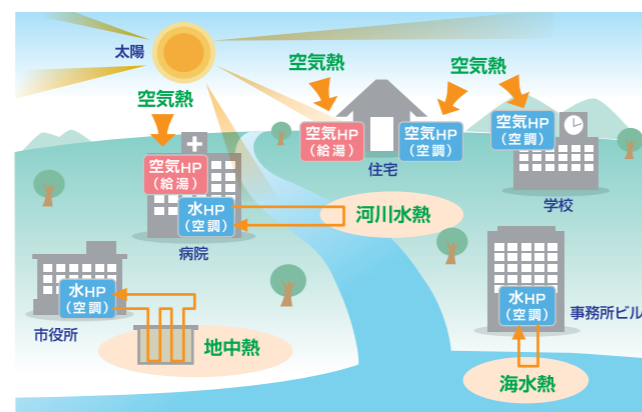 太陽
空気熱
空気熱
空気熱
空気HP
(給湯)
空気HP
(空調)
空気HP
(空調)
住宅
学校
空気HP
(給湯)
水HP
(空調)
病院
河川水熱
水HP
(空調)
市役所
地中熱
水HP
(空調)
事務所ビル
海水熱